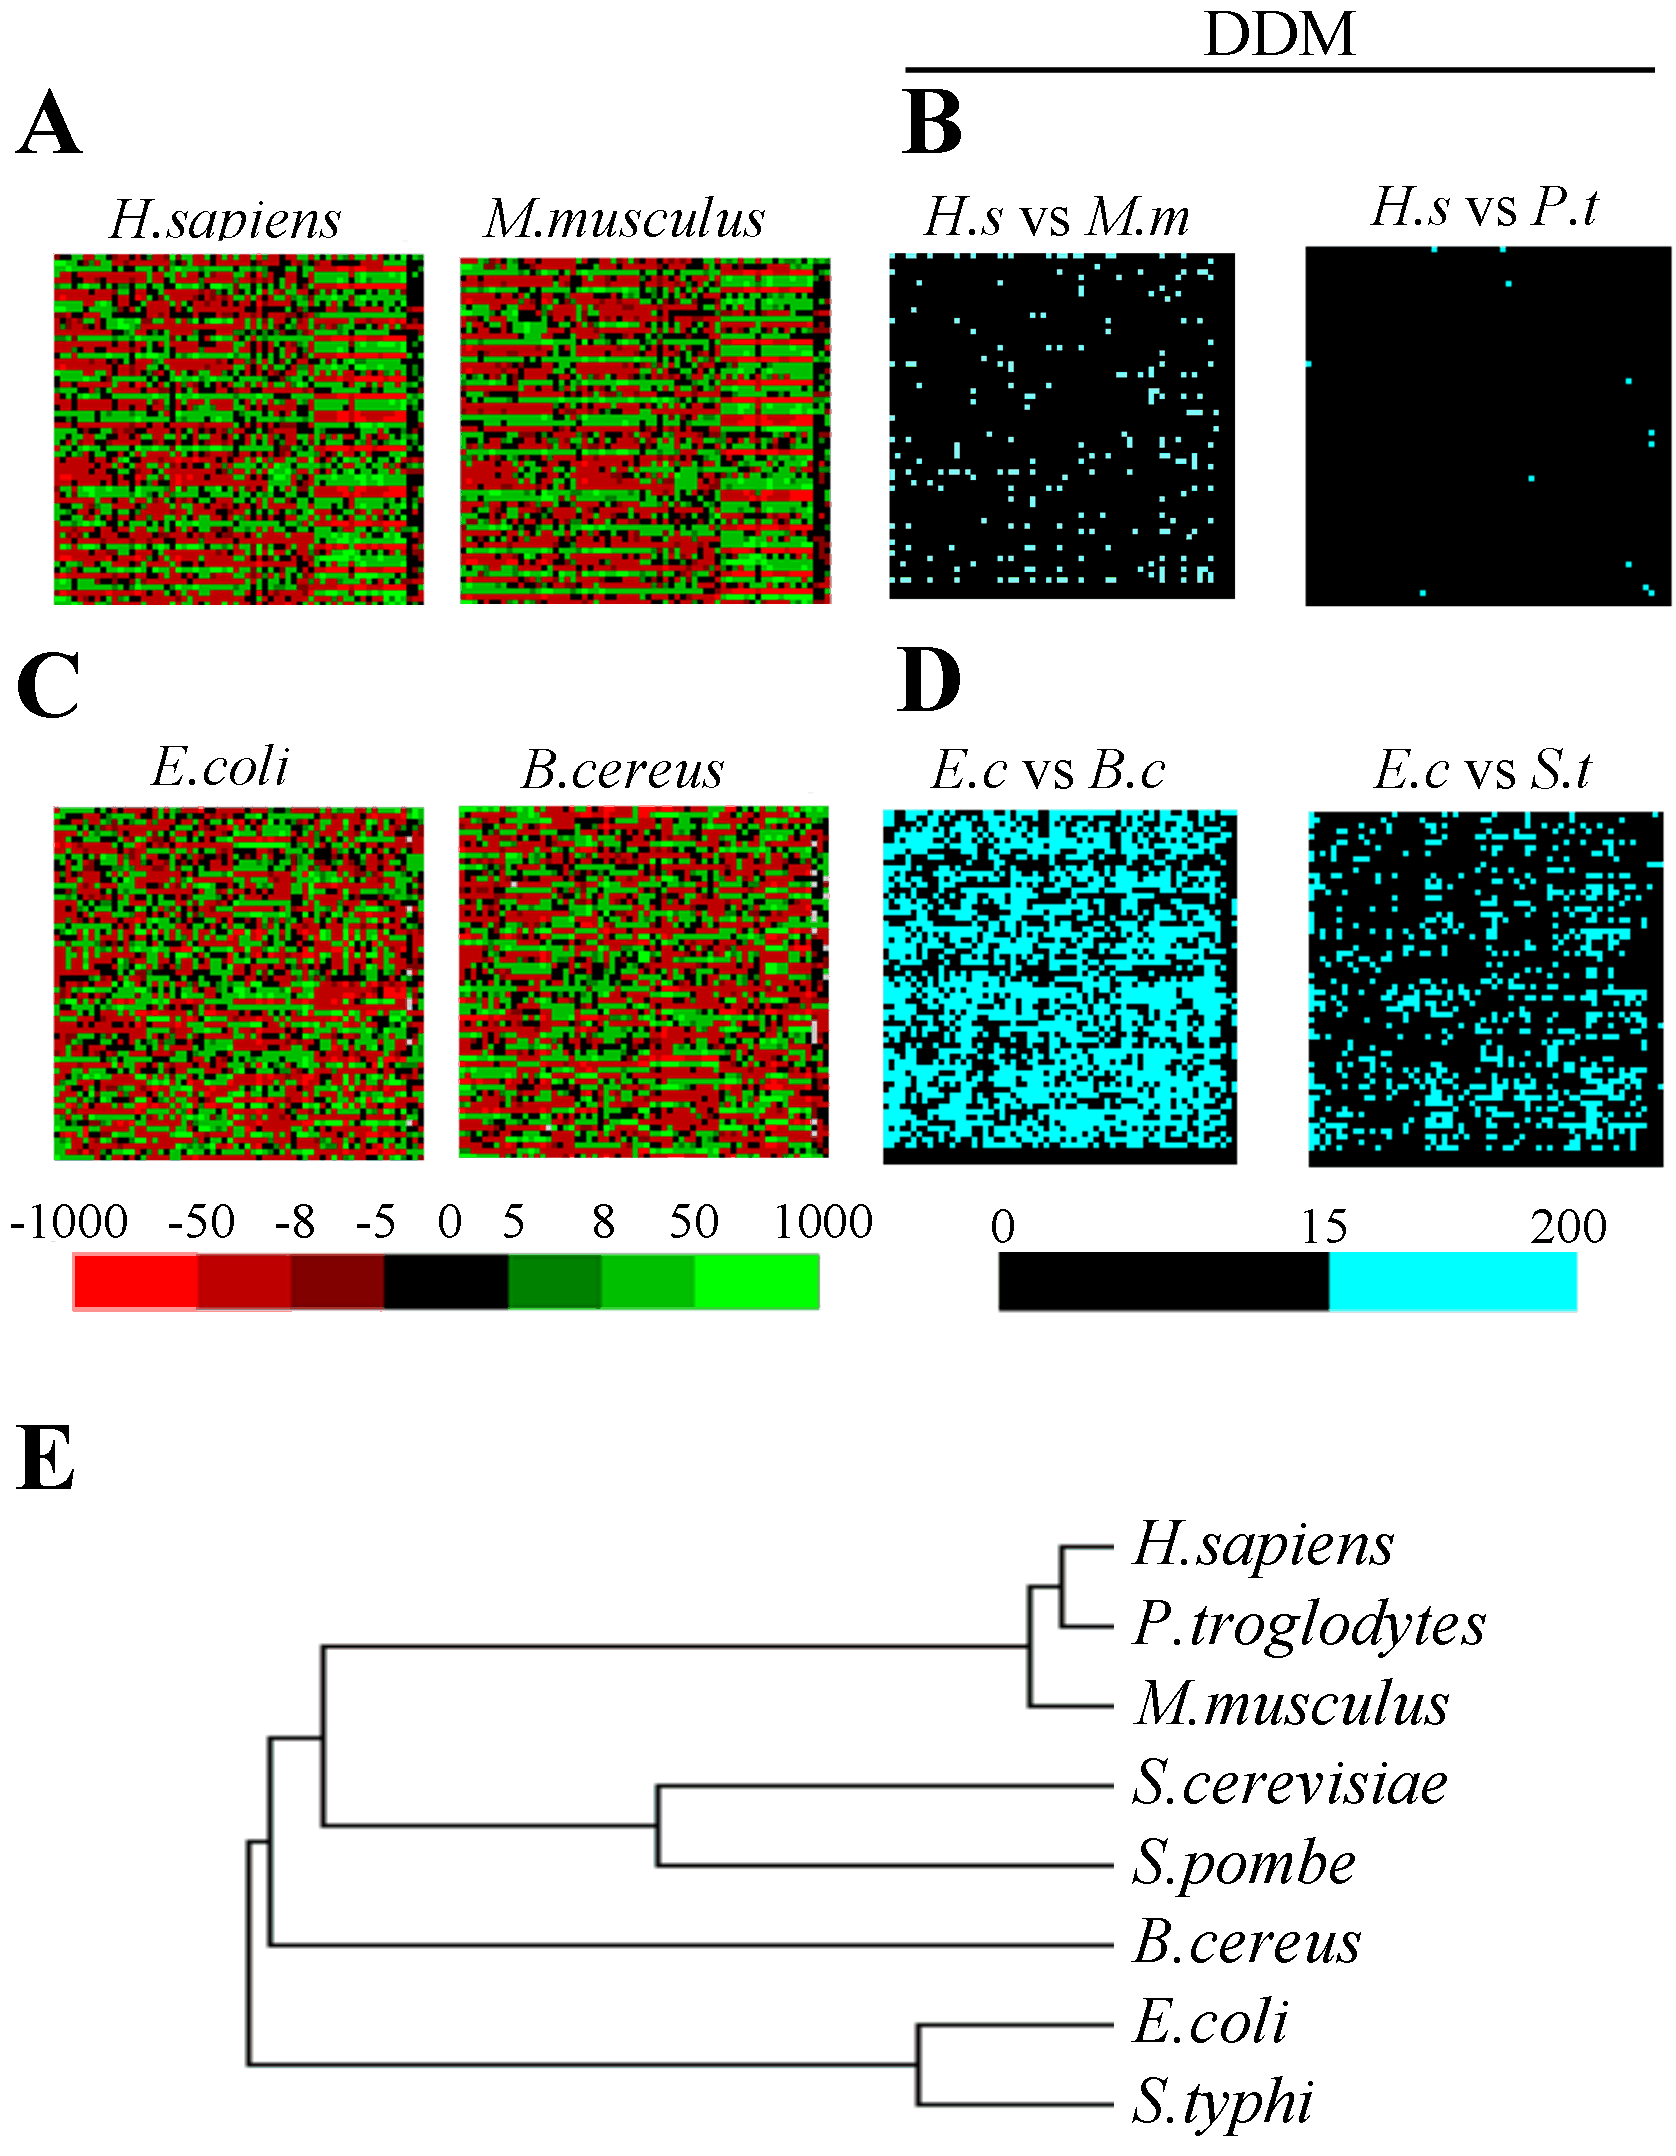 DDM
A
B
H.sapiens
M.musculus
H.s vs M.m
H.s vs P.t
C
D
E.coli
B.cereus
E.c vs B.c
E.c vs S.t
-1000 -50 -8 -5 0 5 8 50 1000
0 15 200
E
H.sapiens
P.troglodytes
M.musculus
S.cerevisiae
S.pombe
B.cereus
E.coli
S.typhi